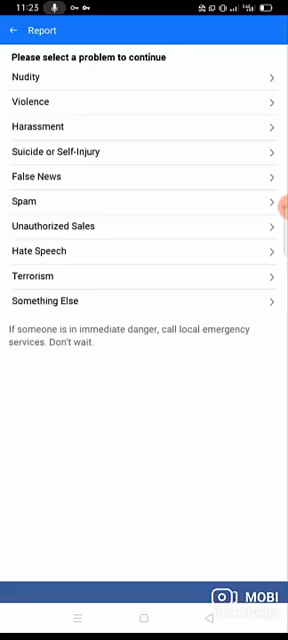 11:23
Report
Please select a problem to continue
Nudity
Violence
Harassment
Suicide or Self-Injury
False News
Spam
Unauthorized Sales
Hate Speech
Terrorism
Something Else
If someone is in immediate danger, call local emergency
services. Don't wait.
MOBI